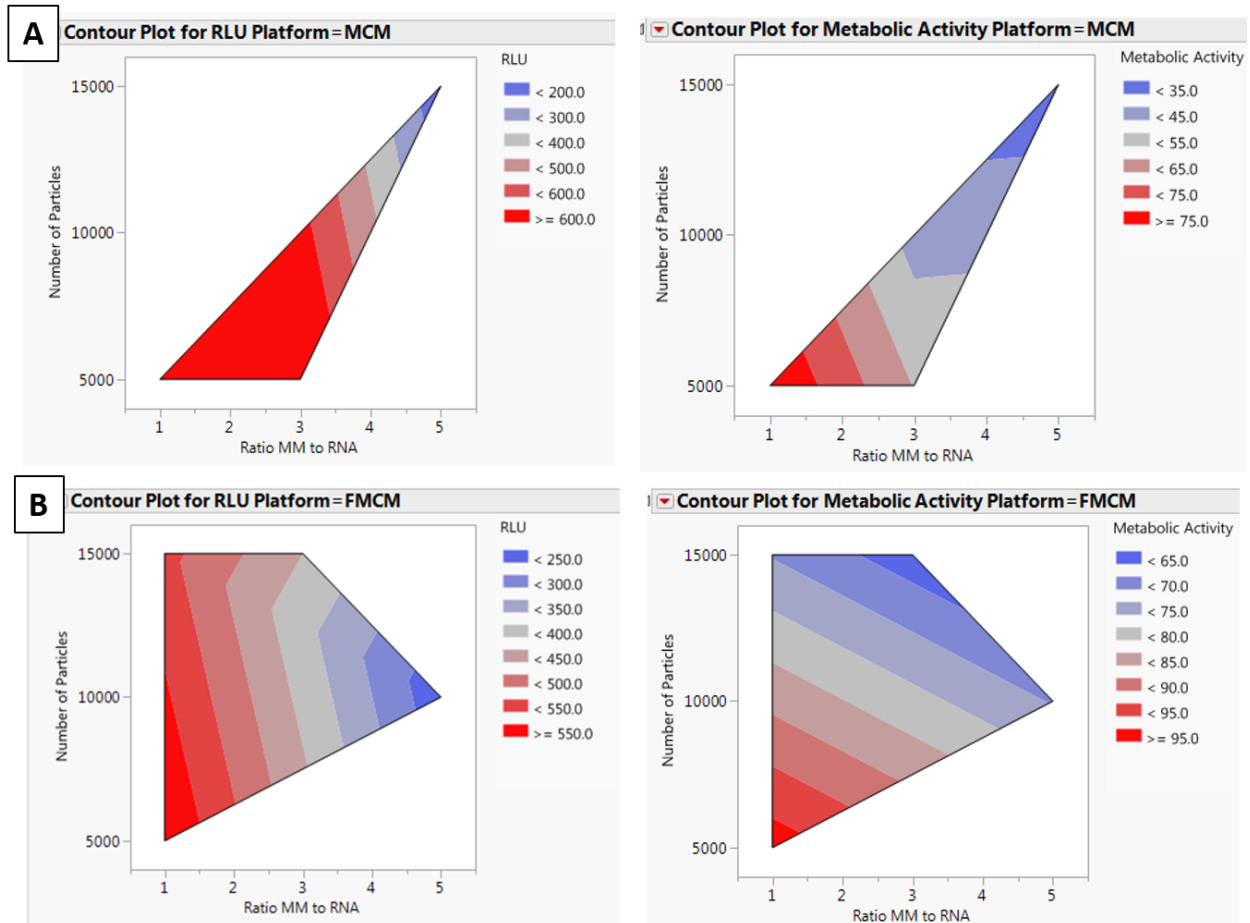 A
Contour Plot for RLU Platform=MCM
RLU
< 200.0
< 300.0
< 400.0
< 500.0
< 600.0
>= 600.0
15000
10000
5000
Number of Particles
1 2 3 4 5
Ratio MM to RNA
Contour Plot for Metabolic Activity Platform=MCM
Metabolic Activity
< 35.0
< 45.0
< 55.0
< 65.0
< 75.0
>= 75.0
15000
10000
5000
Number of Particles
1 2 3 4 5
Ratio MM to RNA
B
Contour Plot for RLU Platform=FMCM
RLU
< 250.0
< 300.0
< 350.0
< 400.0
< 450.0
< 500.0
< 550.0
>= 550.0
15000
10000
5000
Number of Particles
1 2 3 4 5
Ratio MM to RNA
Contour Plot for Metabolic Activity Platform=FMCM
Metabolic Activity
< 65.0
< 70.0
< 75.0
< 80.0
< 85.0
< 90.0
< 95.0
>= 95.0
15000
10000
5000
Number of Particles
1 2 3 4 5
Ratio MM to RNA